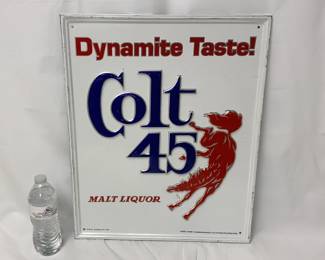 Dynamite Taste!
Colt
45
MALT LIQUOR